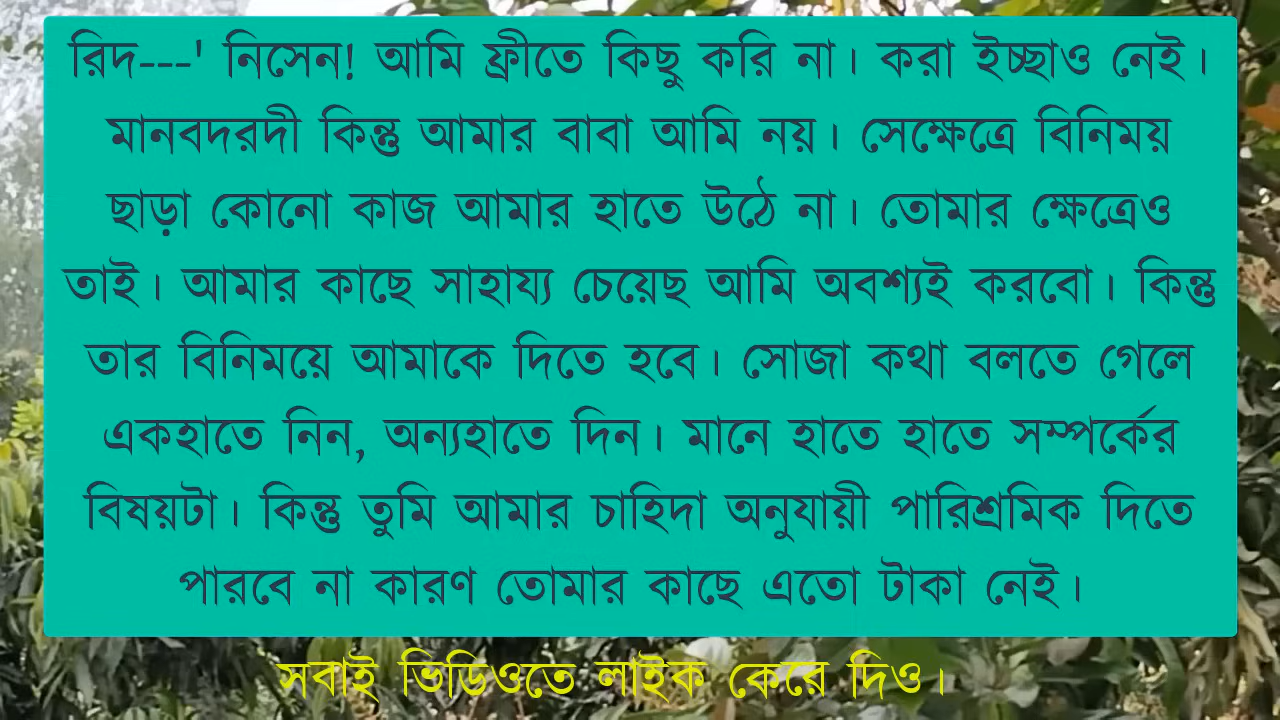 রিদ---' নিসেন! আমি ফ্রীতে কিছু করি না। করা ইচ্ছাও নেই।
মানবদরদী কিন্তু আমার বাবা আমি নয়। সেক্ষেত্রে বিনিময়
ছাড়া কোনো কাজ আমার হাতে উঠে না। তোমার ক্ষেত্রেও
তাই। আমার কাছে সাহায্য চেয়েছ আমি অবশ্যই করবো। কিন্তু
তার বিনিময়ে আমাকে দিতে হবে। সোজা কথা বলতে গেলে
একহাতে নিন, অন্যহাতে দিন। মানে হাতে হাতে সম্পর্কের
বিষয়টা। কিন্তু তুমি আমার চাহিদা অনুযায়ী পারিশ্রমিক দিতে
পারবে না কারণ তোমার কাছে এতো টাকা নেই।
সবাই ভিডিওতে লাইক কেরে দিও।